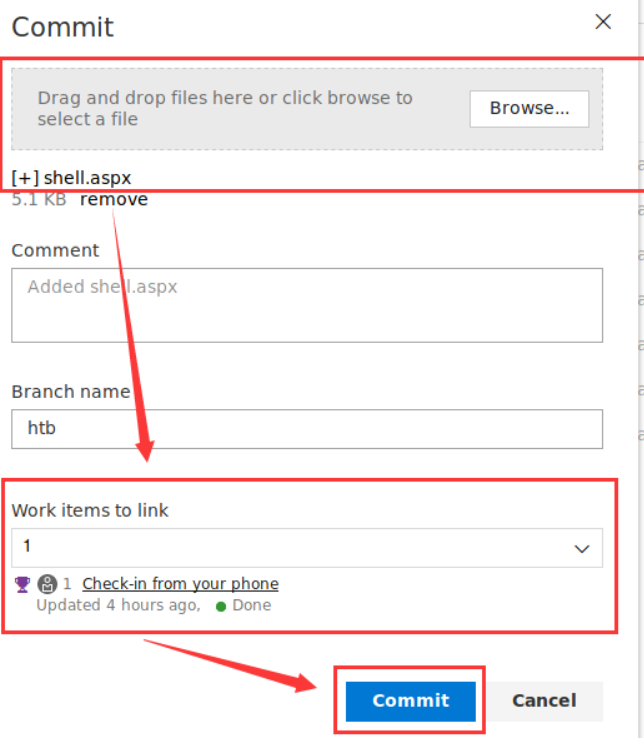 Commit
Drag and drop files here or click browse to
select a file
Browse...
[+] shell.aspx
5.1 KB remove
Comment
Added shell.aspx
Branch name
htb
Work items to link
1
1 Check-in from your phone
Updated 4 hours ago, Done
Commit Cancel